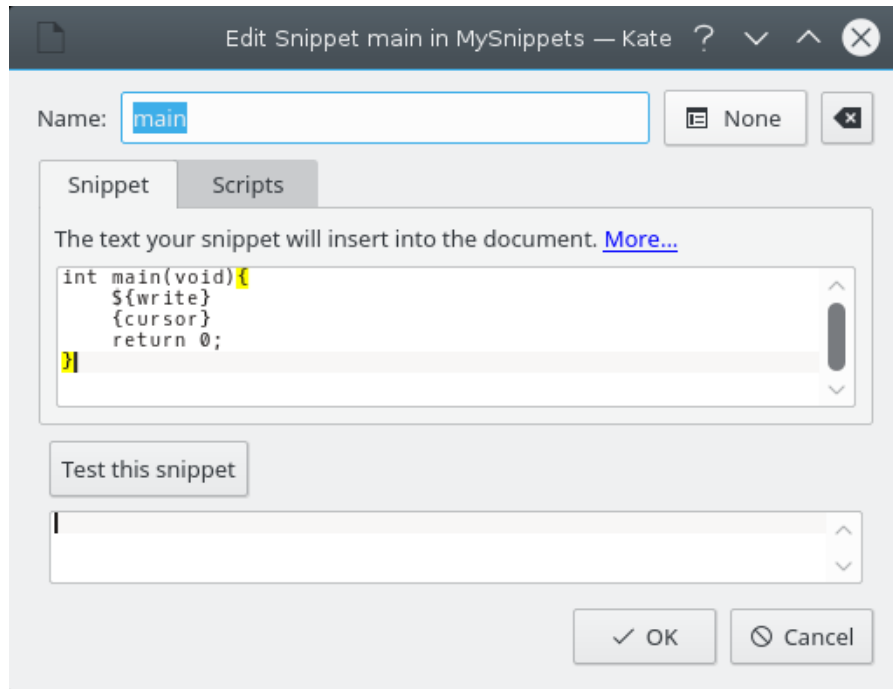 Edit Snippet main in MySnippets — Kate
Name: main None
Snippet Scripts
The text your snippet will insert into the document. More...
int main(void){
    ${write}
    {cursor}
    return 0;
}
Test this snippet
OK Cancel